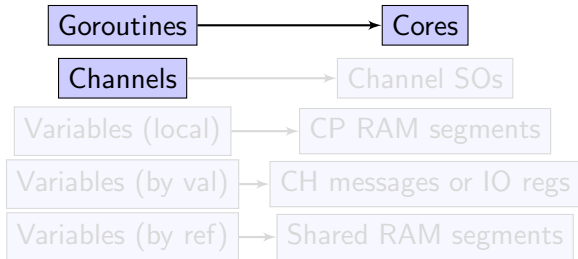 Goroutines Cores
Channels Channel SOs
Variables (local) CP RAM segments
Variables (by val) CH messages or IO regs
Variables (by ref) Shared RAM segments